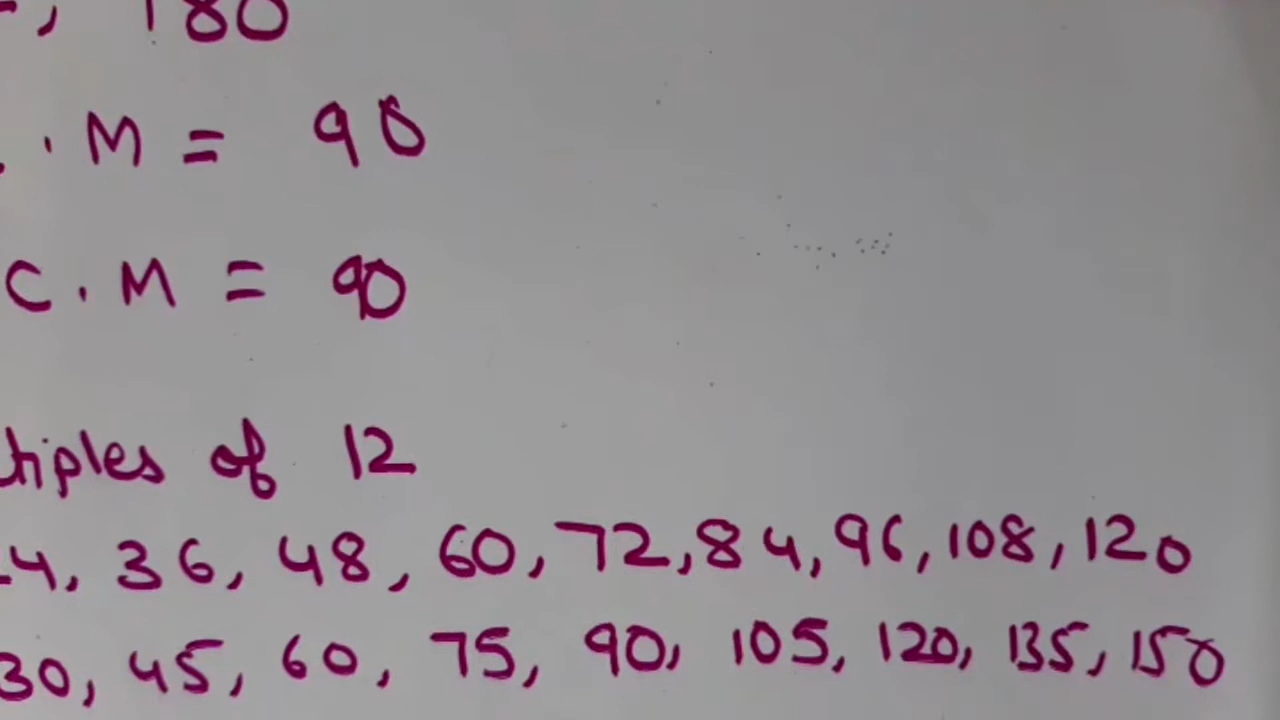 , 180
. M = 90
C . M = 90
tiples of 12
24, 36, 48, 60, 72, 84, 96, 108, 120
30, 45, 60, 75, 90, 105, 120, 135, 150